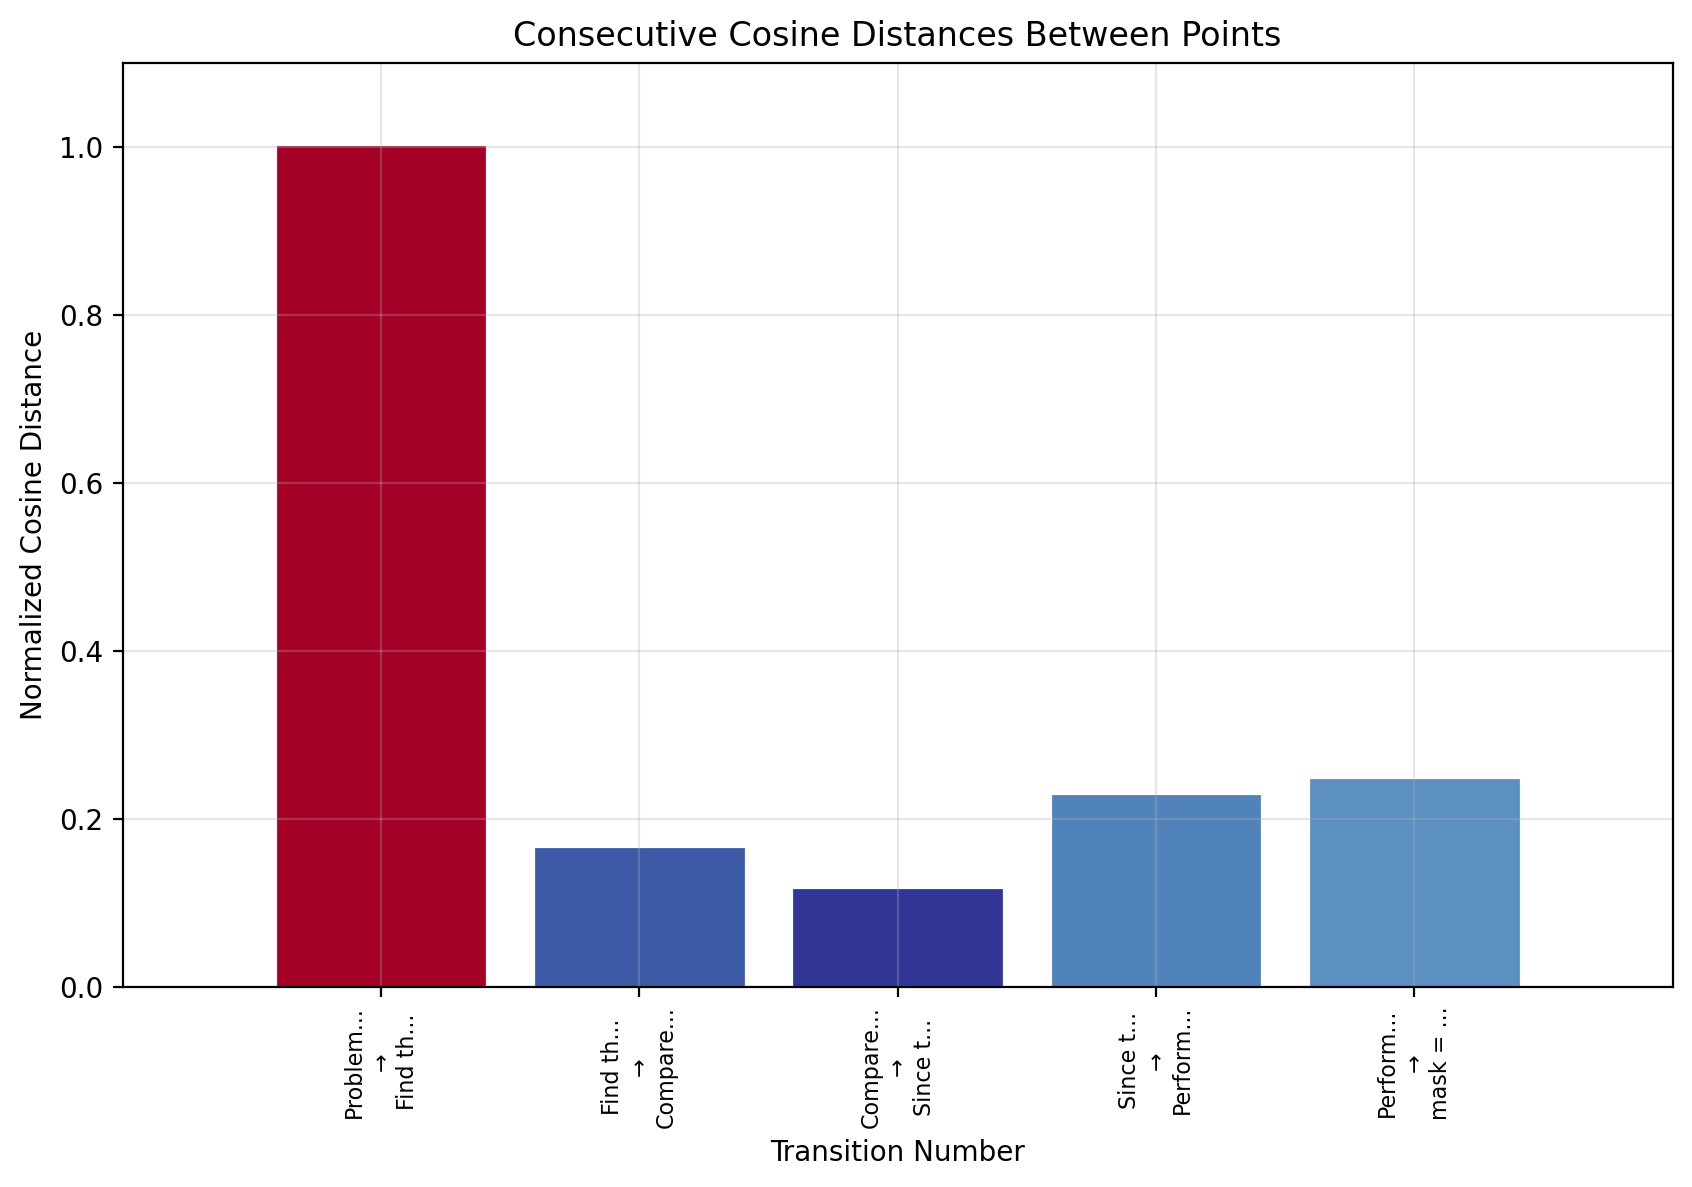 Consecutive Cosine Distances Between Points
Normalized Cosine Distance
1.0
0.8
0.6
0.4
0.2
0.0
Problem...
→
Find th...
Find th...
→
Compare...
Compare...
→
Since t...
Since t...
→
Perform...
Perform...
→
mask = ...
Transition Number